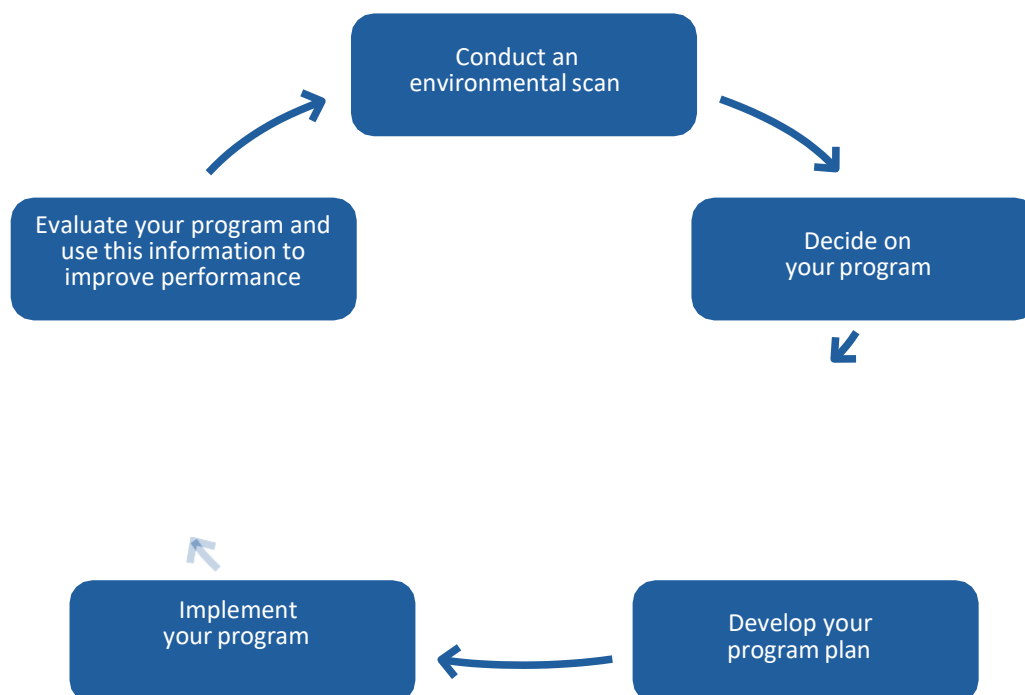 Conduct an
environmental scan
Decide on
your program
Develop your
program plan
Implement
your program
Evaluate your program and
use this information to
improve performance